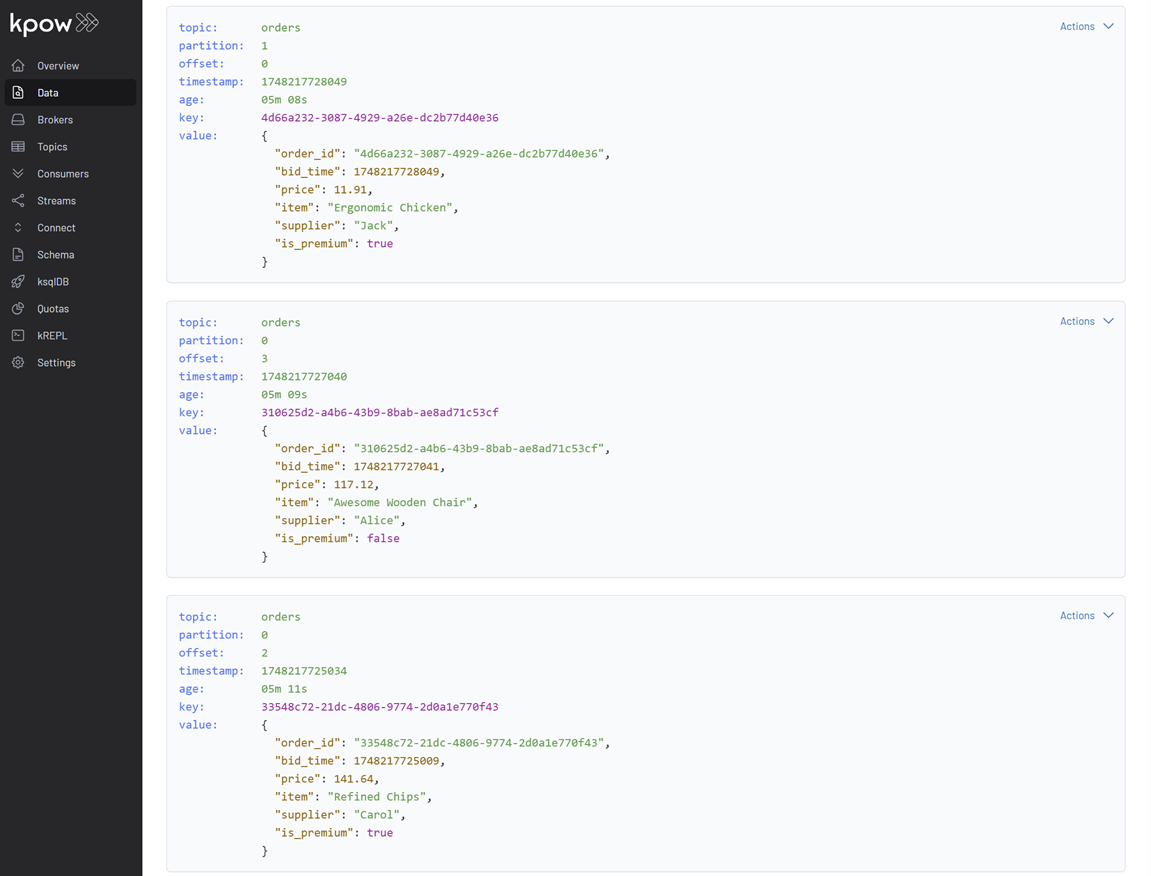 kpow
Overview
Data
Brokers
Topics
Consumers
Streams
Connect
Schema
ksqlDB
Quotas
kREPL
Settings
topic: orders Actions
partition: 1
offset: 0
timestamp: 1748217728049
age: 05m 08s
key: 4d66a232-3087-4929-a26e-dc2b77d40e36
value: {
"order_id": "4d66a232-3087-4929-a26e-dc2b77d40e36",
"bid_time": 1748217728049,
"price": 11.91,
"item": "Ergonomic Chicken",
"supplier": "Jack",
"is_premium": true
}
topic: orders Actions
partition: 0
offset: 3
timestamp: 1748217727040
age: 05m 09s
key: 310625d2-a4b6-43b9-8bab-ae8ad71c53cf
value: {
"order_id": "310625d2-a4b6-43b9-8bab-ae8ad71c53cf",
"bid_time": 1748217727041,
"price": 117.12,
"item": "Awesome Wooden Chair",
"supplier": "Alice",
"is_premium": false
}
topic: orders Actions
partition: 0
offset: 2
timestamp: 1748217725034
age: 05m 11s
key: 33548c72-21dc-4806-9774-2d0a1e770f43
value: {
"order_id": "33548c72-21dc-4806-9774-2d0a1e770f43",
"bid_time": 1748217725009,
"price": 141.64,
"item": "Refined Chips",
"supplier": "Carol",
"is_premium": true
}